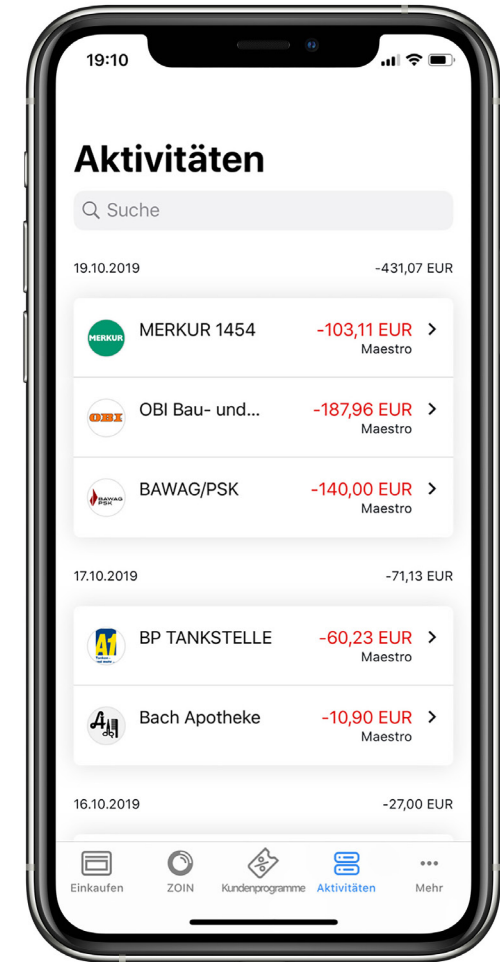 19:10
Aktivitäten
Suche
19.10.2019 -431,07 EUR
MERKUR
MERKUR 1454 -103,11 EUR
Maestro
OBI
OBI Bau- und... -187,96 EUR
Maestro
BAWAG
PSK
BAWAG/PSK -140,00 EUR
Maestro
17.10.2019 -71,13 EUR
A1
BP TANKSTELLE -60,23 EUR
Maestro
Bach Apotheke -10,90 EUR
Maestro
16.10.2019 -27,00 EUR
Einkaufen ZOIN Kundenprogramme Aktivitäten Mehr